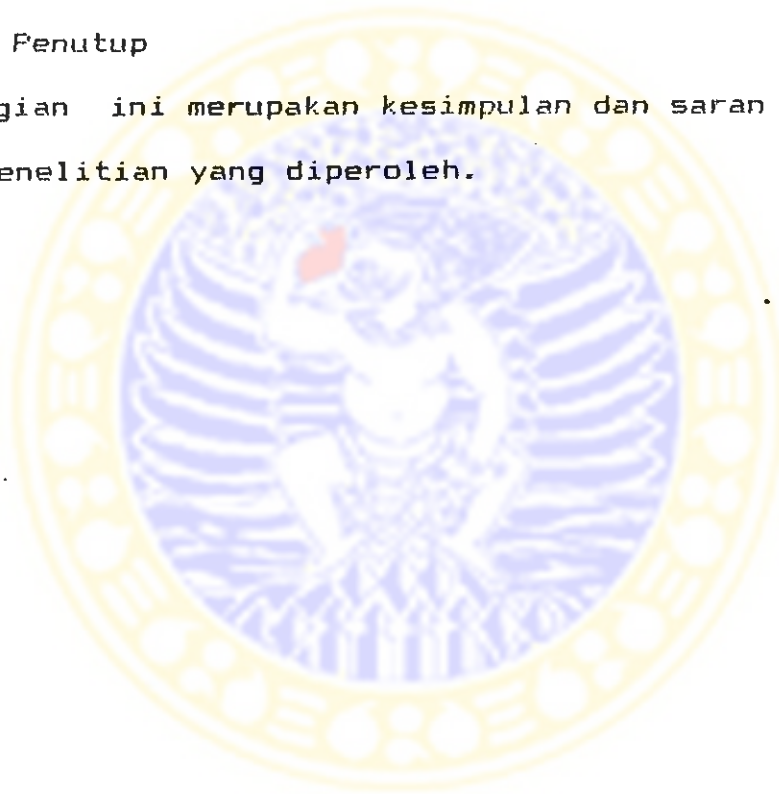 Penutup
gian ini merupakan kesimpulan dan saran
enelitian yang diperoleh.